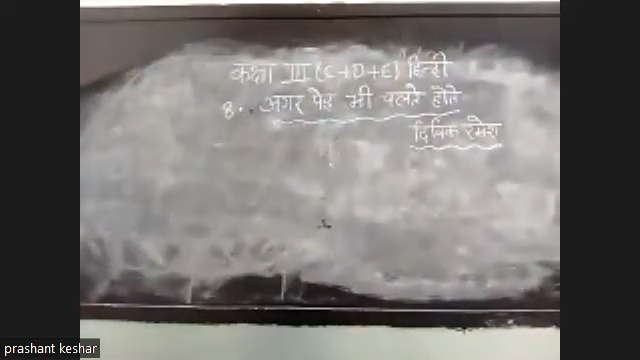 कक्षा III (C+D+E) हिन्दी
8. अगर पेड़ भी चलते होते
दिविक रमेश
prashant keshar